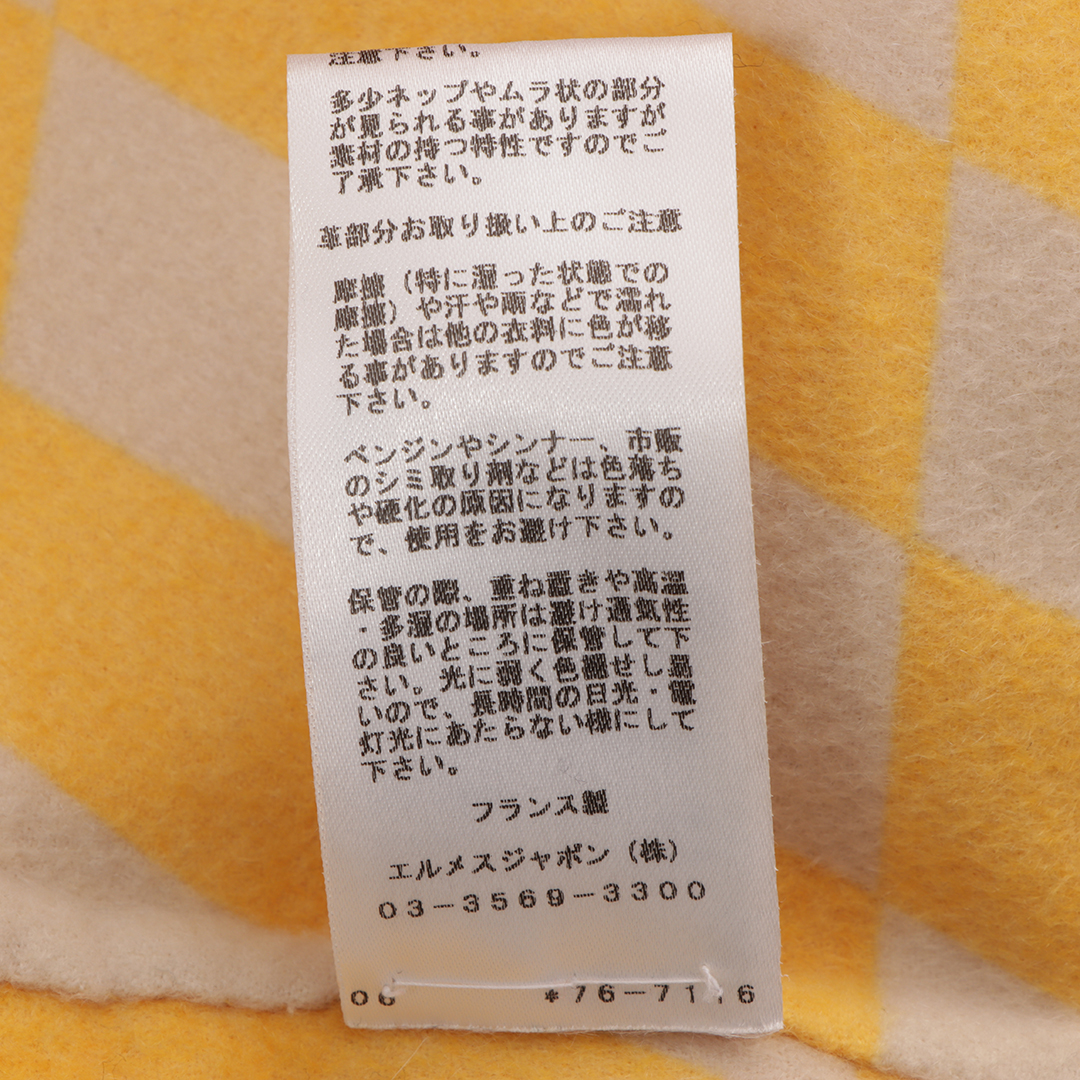 注意下さい。
多少ネップやムラ状の部分
が見られる事がありますが
素材の持つ特性ですのでご
了承下さい。
革部分お取り扱い上のご注意
摩擦（特に湿った状態での
摩擦）や汗や雨などで濡れ
た場合は他の衣料に色が移
る事がありますのでご注意
下さい。
ベンジンやシンナー、市販
のシミ取り剤などは色落ち
や硬化の原因になりますの
で、使用をお避け下さい。
保管の際、重ね置きや高温
・多湿の場所は避け通気性
の良いところに保管して下
さい。光に弱く色褪せし易
いので、長時間の日光・電
灯光にあたらない様にして
下さい。
フランス製
エルメスジャポン（株）
03-3569-3300